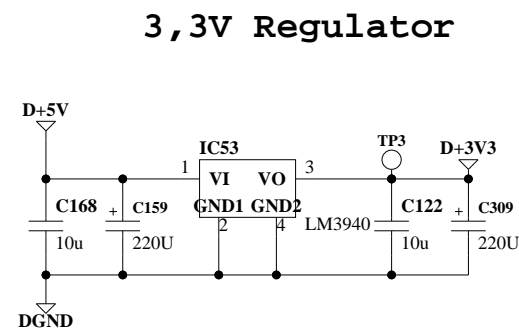 3,3V Regulator
D+5V
IC53
TP3
D+3V3
1
3
VI
VO
C168
+
C159
GND1
GND2
C122
+
C309
2
4
LM3940
10u
220U
10u
220U
DGND